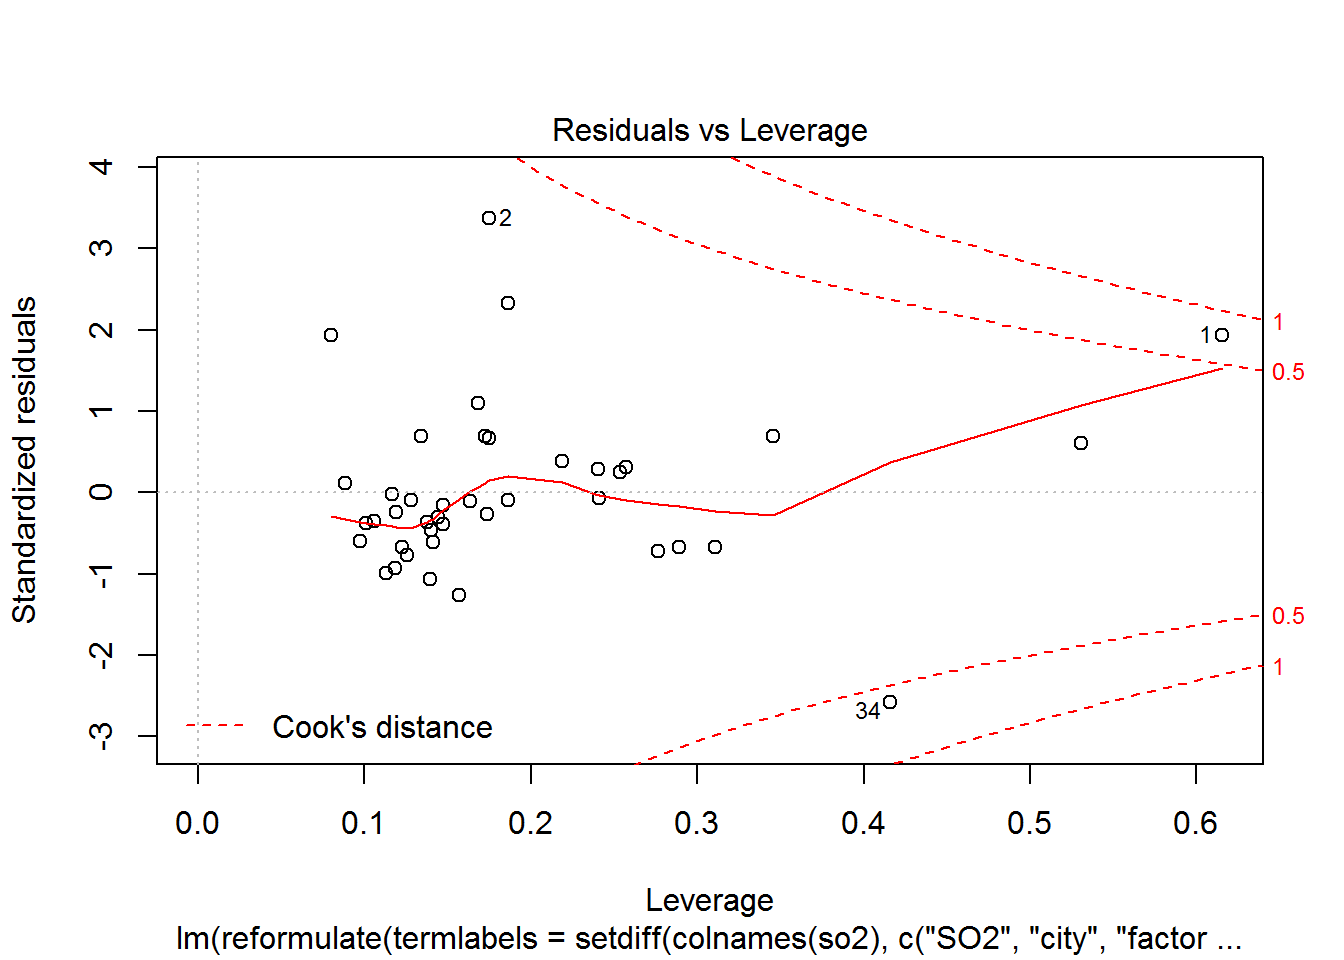 Residuals vs Leverage
Standardized residuals
4
3
2
1
0
-1
-2
-3
2
1
34
1
0.5
0.5
1
Cook's distance
0.0 0.1 0.2 0.3 0.4 0.5 0.6
Leverage
lm(reformulate(termlabels = setdiff(colnames(so2), c("SO2", "city", "factor ...